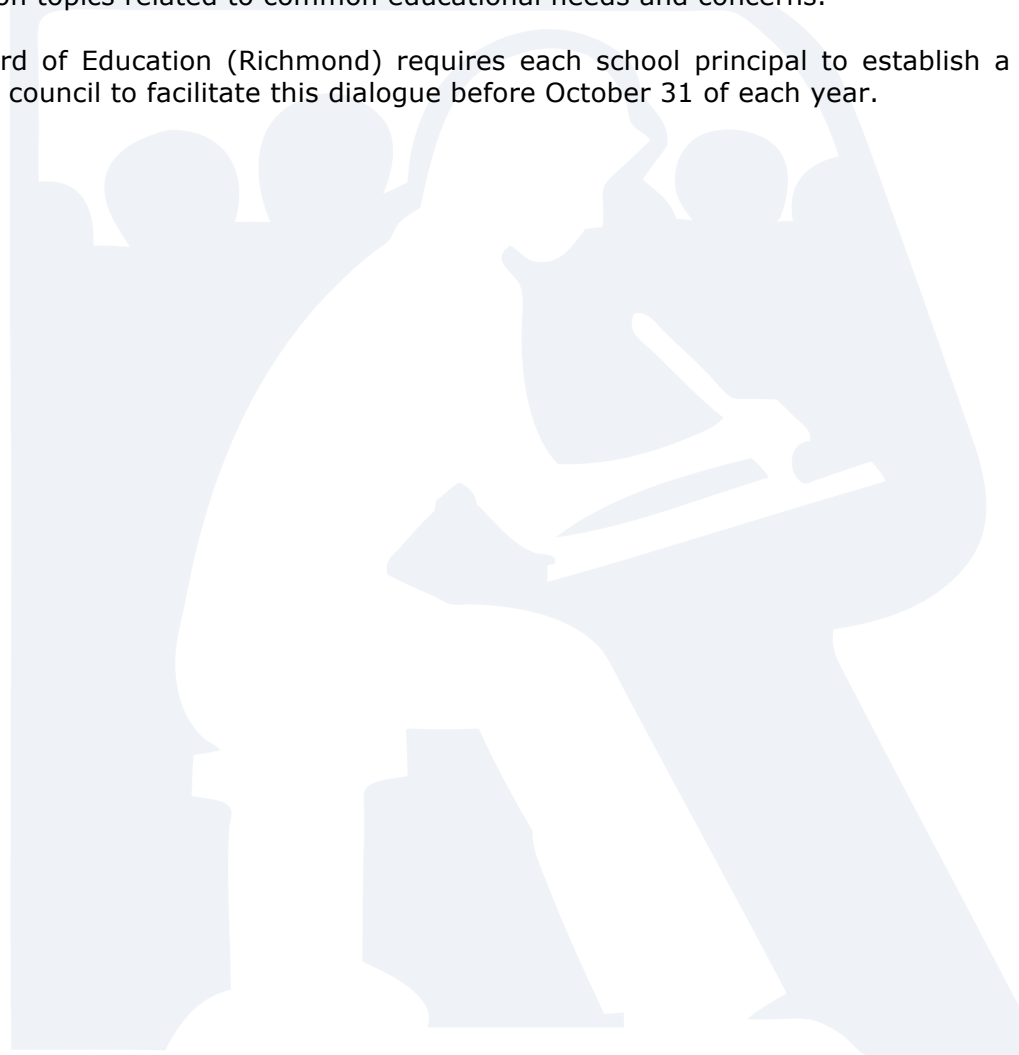 on topics related to common educational needs and concerns.
rd of Education (Richmond) requires each school principal to establish a
council to facilitate this dialogue before October 31 of each year.